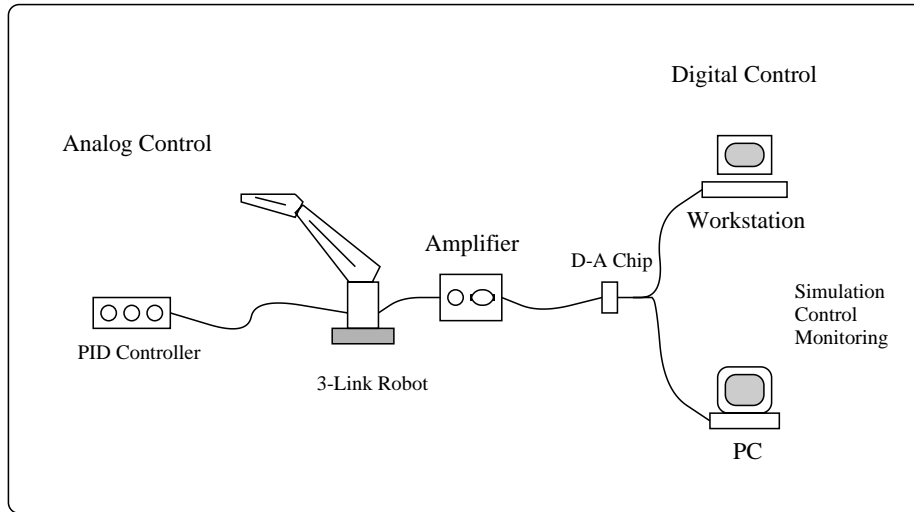 Digital Control
Analog Control
Workstation
Amplifier
D-A Chip
Simulation
Control
Monitoring
PID Controller
3-Link Robot
PC